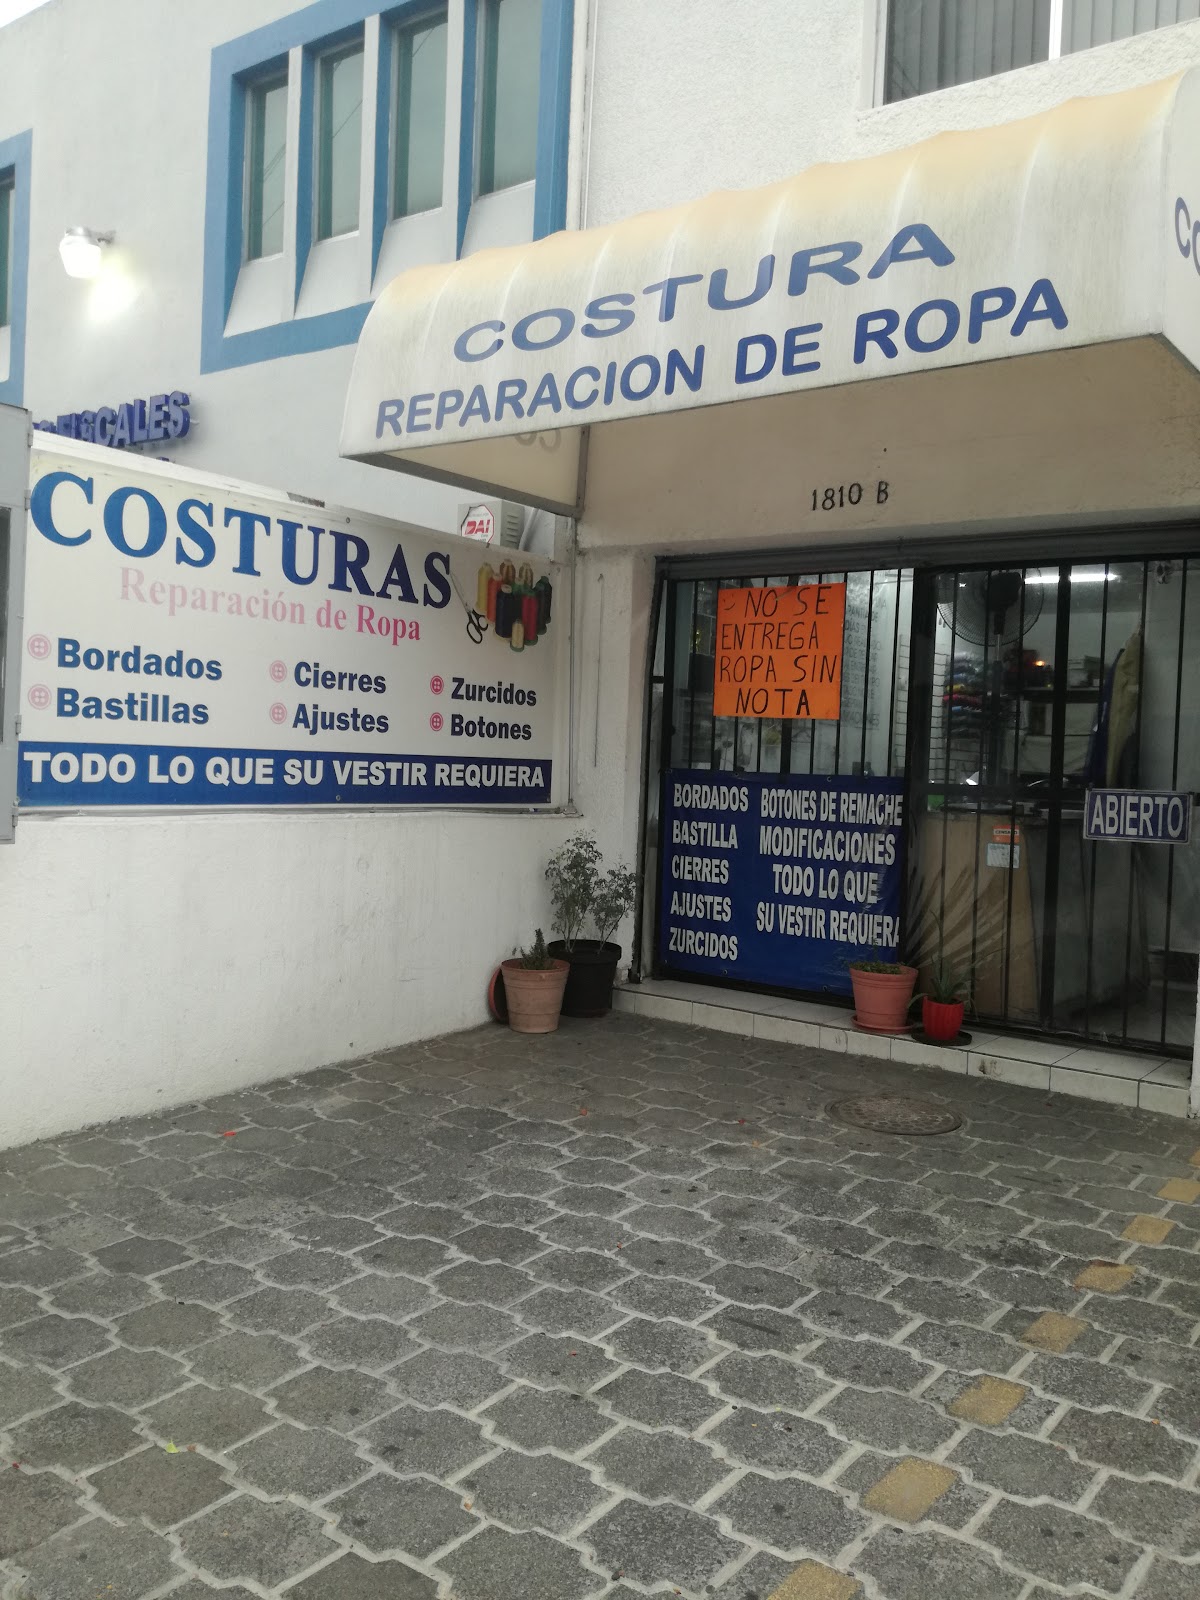 COSTURA
REPARACION DE ROPA
1810 B
FISCALES
COSTURAS
Reparación de Ropa
Bordados
Cierres
Zurcidos
Bastillas
Ajustes
Botones
TODO LO QUE SU VESTIR REQUIERA
DAI
NO SE
ENTREGA
ROPA SIN
NOTA
BORDADOS
BASTILLA
CIERRES
AJUSTES
ZURCIDOS
BOTONES DE REMACHE
MODIFICACIONES
TODO LO QUE
SU VESTIR REQUIERA
ABIERTO